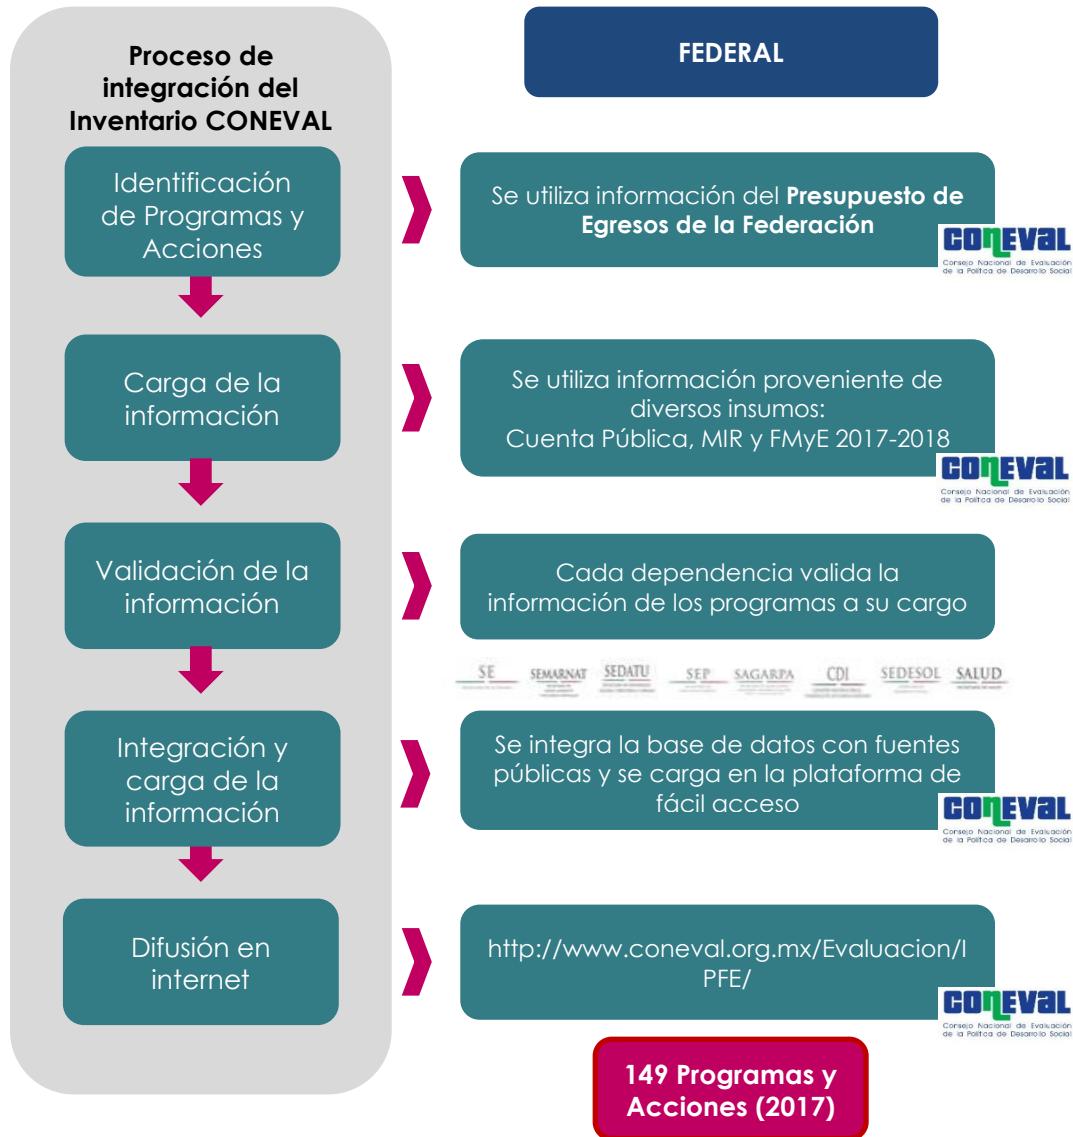 Proceso de
integración del
Inventario CONEVAL
FEDERAL
Identificación
de Programas y
Acciones
Se utiliza información del Presupuesto de
Egresos de la Federación
CONEVAL
Consejo Nacional de Evaluación
de la Política de Desarrollo Social
Carga de la
información
Se utiliza información proveniente de
diversos insumos:
Cuenta Pública, MIR y FMyE 2017-2018
CONEVAL
Consejo Nacional de Evaluación
de la Política de Desarrollo Social
Validación de la
información
Cada dependencia valida la
información de los programas a su cargo
SE SEMARNAT SEDATU SEP SAGARPA CDI SEDESOL SALUD
Integración y
carga de la
información
Se integra la base de datos con fuentes
públicas y se carga en la plataforma de
fácil acceso
CONEVAL
Consejo Nacional de Evaluación
de la Política de Desarrollo Social
Difusión en
internet
http://www.coneval.org.mx/Evaluacion/I
PFE/
CONEVAL
Consejo Nacional de Evaluación
de la Política de Desarrollo Social
149 Programas y
Acciones (2017)